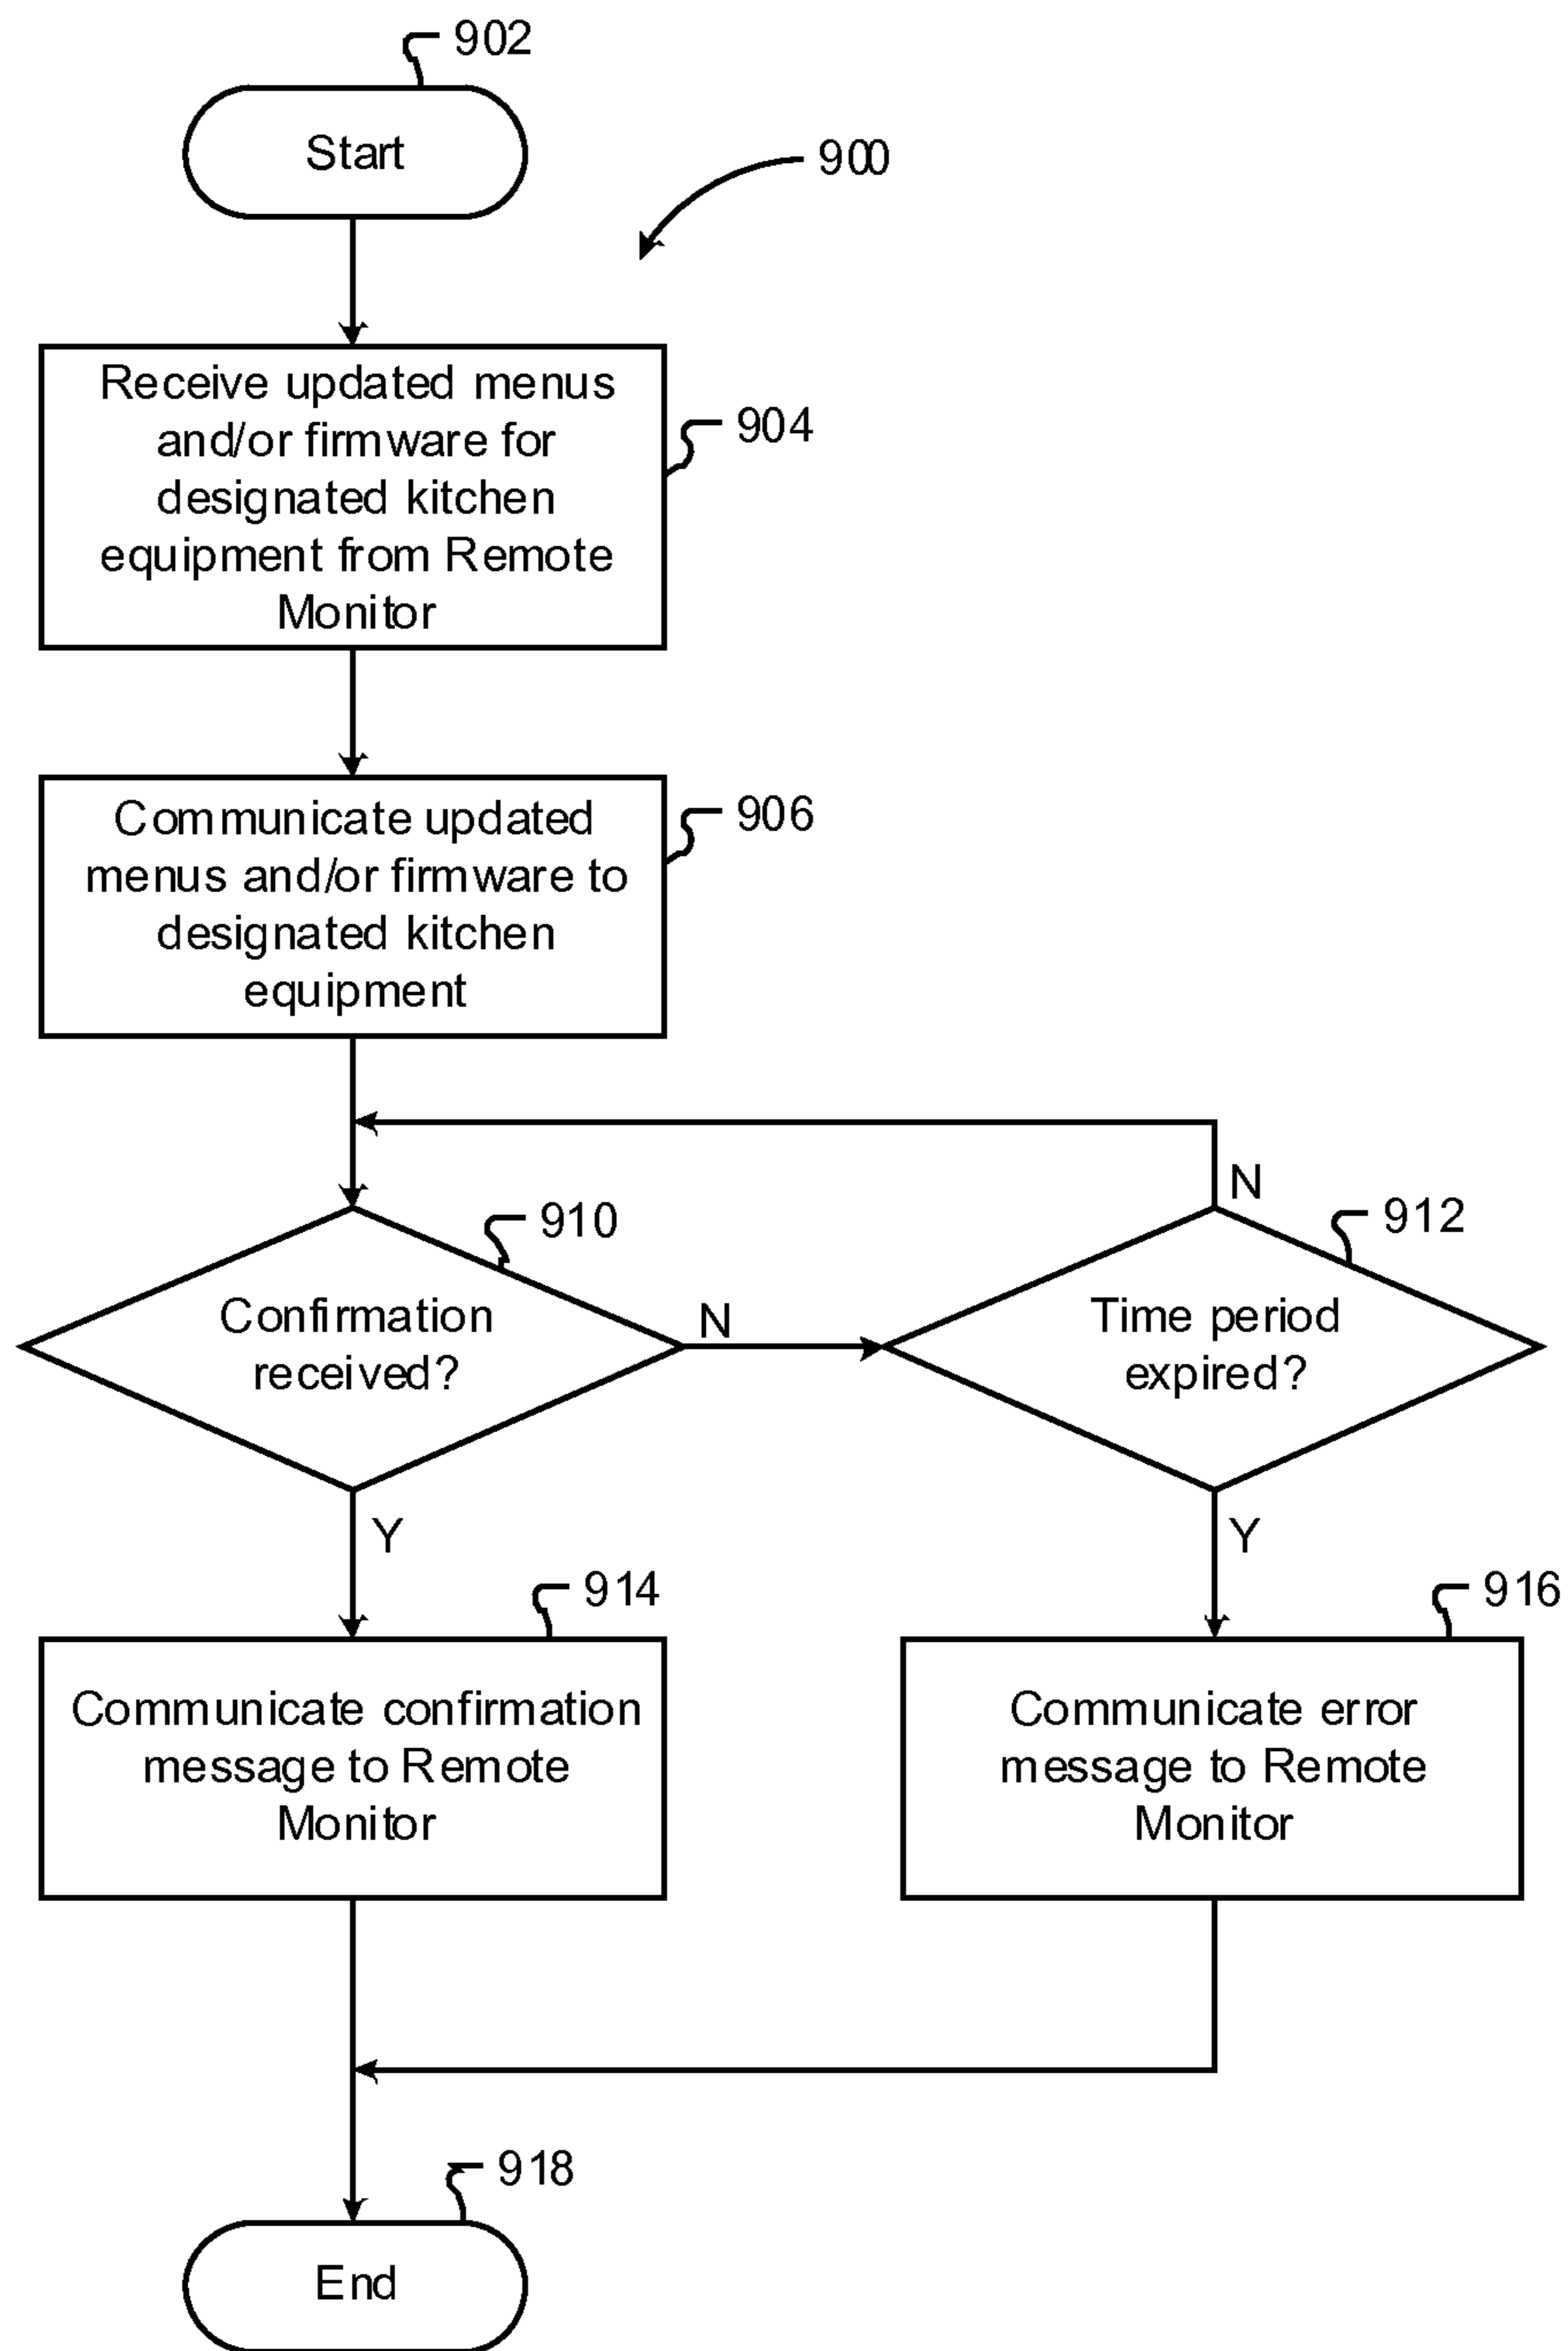 902
Start
900
Receive updated menus
and/or firmware for
designated kitchen
equipment from Remote
Monitor
904
Communicate updated
menus and/or firmware to
designated kitchen
equipment
906
N
910
912
Confirmation
received?
N
Time period
expired?
Y
Y
914
916
Communicate confirmation
message to Remote
Monitor
Communicate error
message to Remote
Monitor
918
End